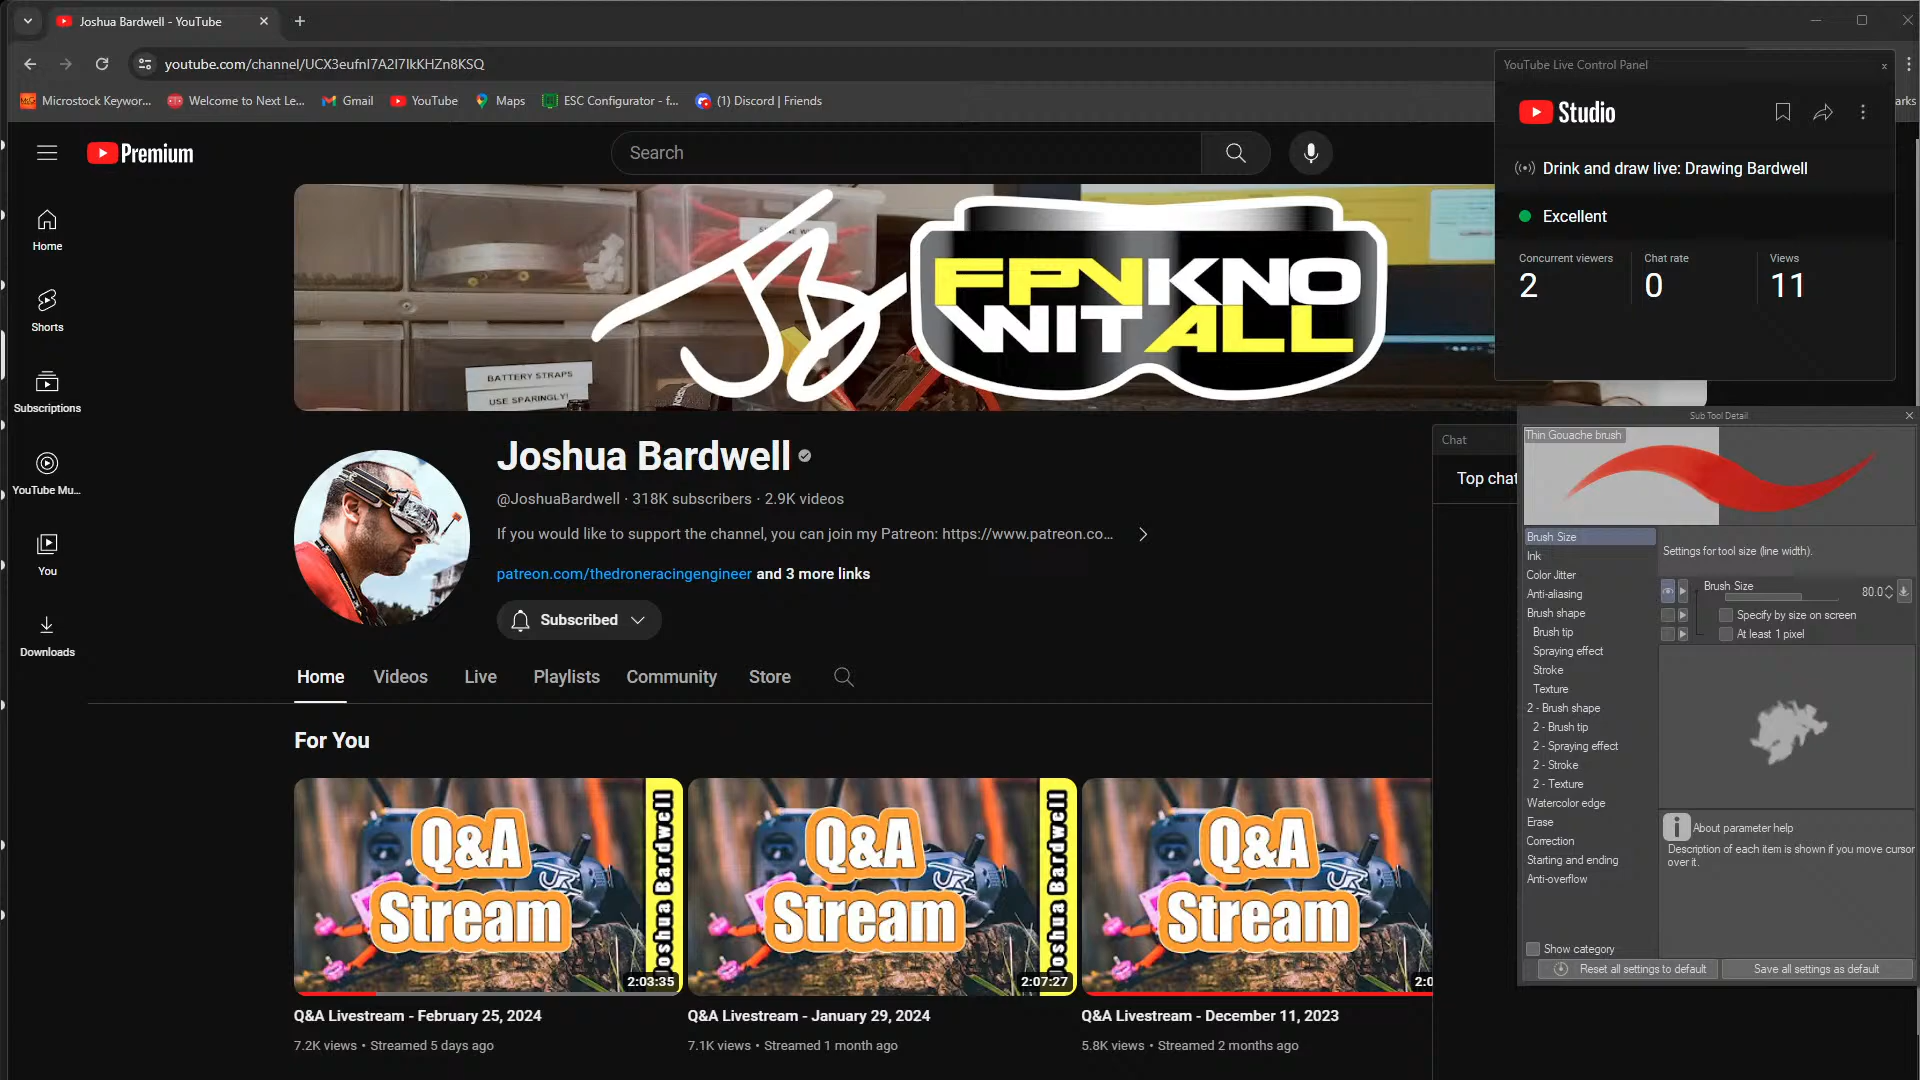 Joshua Bardwell - YouTube
youtube.com/channel/UCX3eufnI7A2I7IkKHZn8KSQ
Microstock Keywor...
Welcome to Next Le...
Gmail
YouTube
Maps
ESC Configurator - f...
(1) Discord | Friends
arks
Premium
Search
Home
Shorts
Subscriptions
YouTube Mu...
You
Downloads
BATTERY STRAPS
USE SPARINGLY!
JB
FPV KNO
WIT ALL
Joshua Bardwell
@JoshuaBardwell · 318K subscribers · 2.9K videos
If you would like to support the channel, you can join my Patreon: https://www.patreon.co...
patreon.com/thedroneracingengineer and 3 more links
Subscribed
Home
Videos
Live
Playlists
Community
Store
For You
Q&A
Stream
Joshua Bardwell
2:03:35
Q&A Livestream - February 25, 2024
7.2K views • Streamed 5 days ago
Q&A
Stream
Joshua Bardwell
2:07:27
Q&A Livestream - January 29, 2024
7.1K views • Streamed 1 month ago
Q&A
Stream
2:0
Q&A Livestream - December 11, 2023
5.8K views • Streamed 2 months ago
YouTube Live Control Panel
x
Studio
Drink and draw live: Drawing Bardwell
Excellent
Concurrent viewers
2
Chat rate
0
Views
11
Chat
Top chat
Sub Tool Detail
Thin Gouache brush
Brush Size
Ink
Color Jitter
Anti-aliasing
Brush shape
Brush tip
Spraying effect
Stroke
Texture
2 - Brush shape
2 - Brush tip
2 - Spraying effect
2 - Stroke
2 - Texture
Watercolor edge
Erase
Correction
Starting and ending
Anti-overflow
Show category
Settings for tool size (line width).
Brush Size
80.0
Specify by size on screen
At least 1 pixel
About parameter help
Description of each item is shown if you move cursor
over it.
Reset all settings to default
Save all settings as default